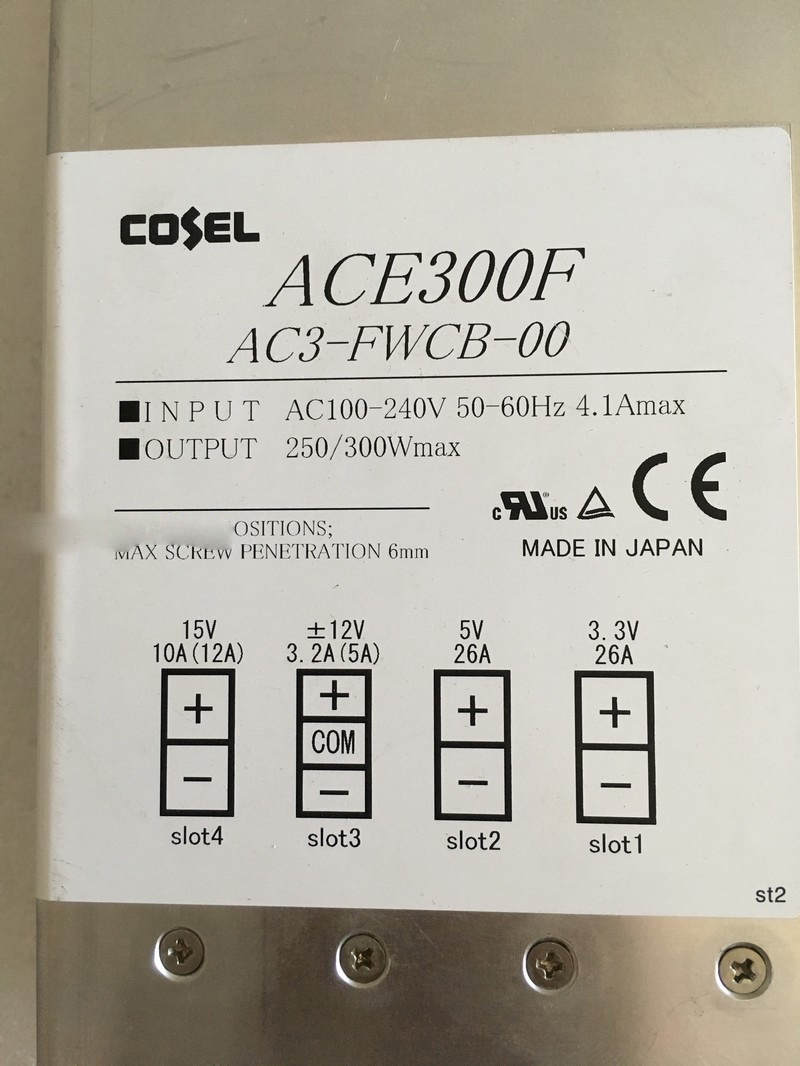 COSEL
ACE300F
AC3-FWCB-00
■INPUT AC100-240V 50-60Hz 4.1Amax
■OUTPUT 250/300Wmax
c RU® US CE
OSITIONS;
MAX SCREW PENETRATION 6mm
MADE IN JAPAN
15V ±12V 5V 3.3V
10A(12A) 3.2A(5A) 26A 26A
+ + + +
COM
− − − −
slot4 slot3 slot2 slot1
st2